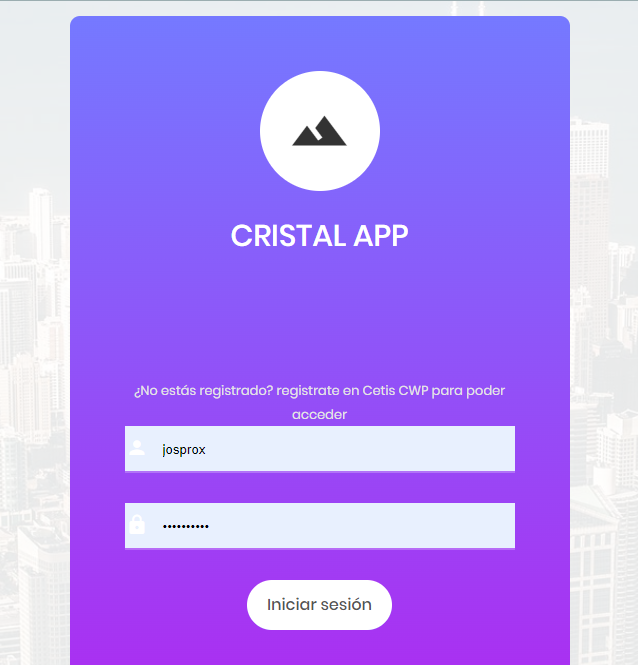 CRISTAL APP
¿No estás registrado? registrate en Cetis CWP para poder
acceder
josprox
••••••••••
Iniciar sesión